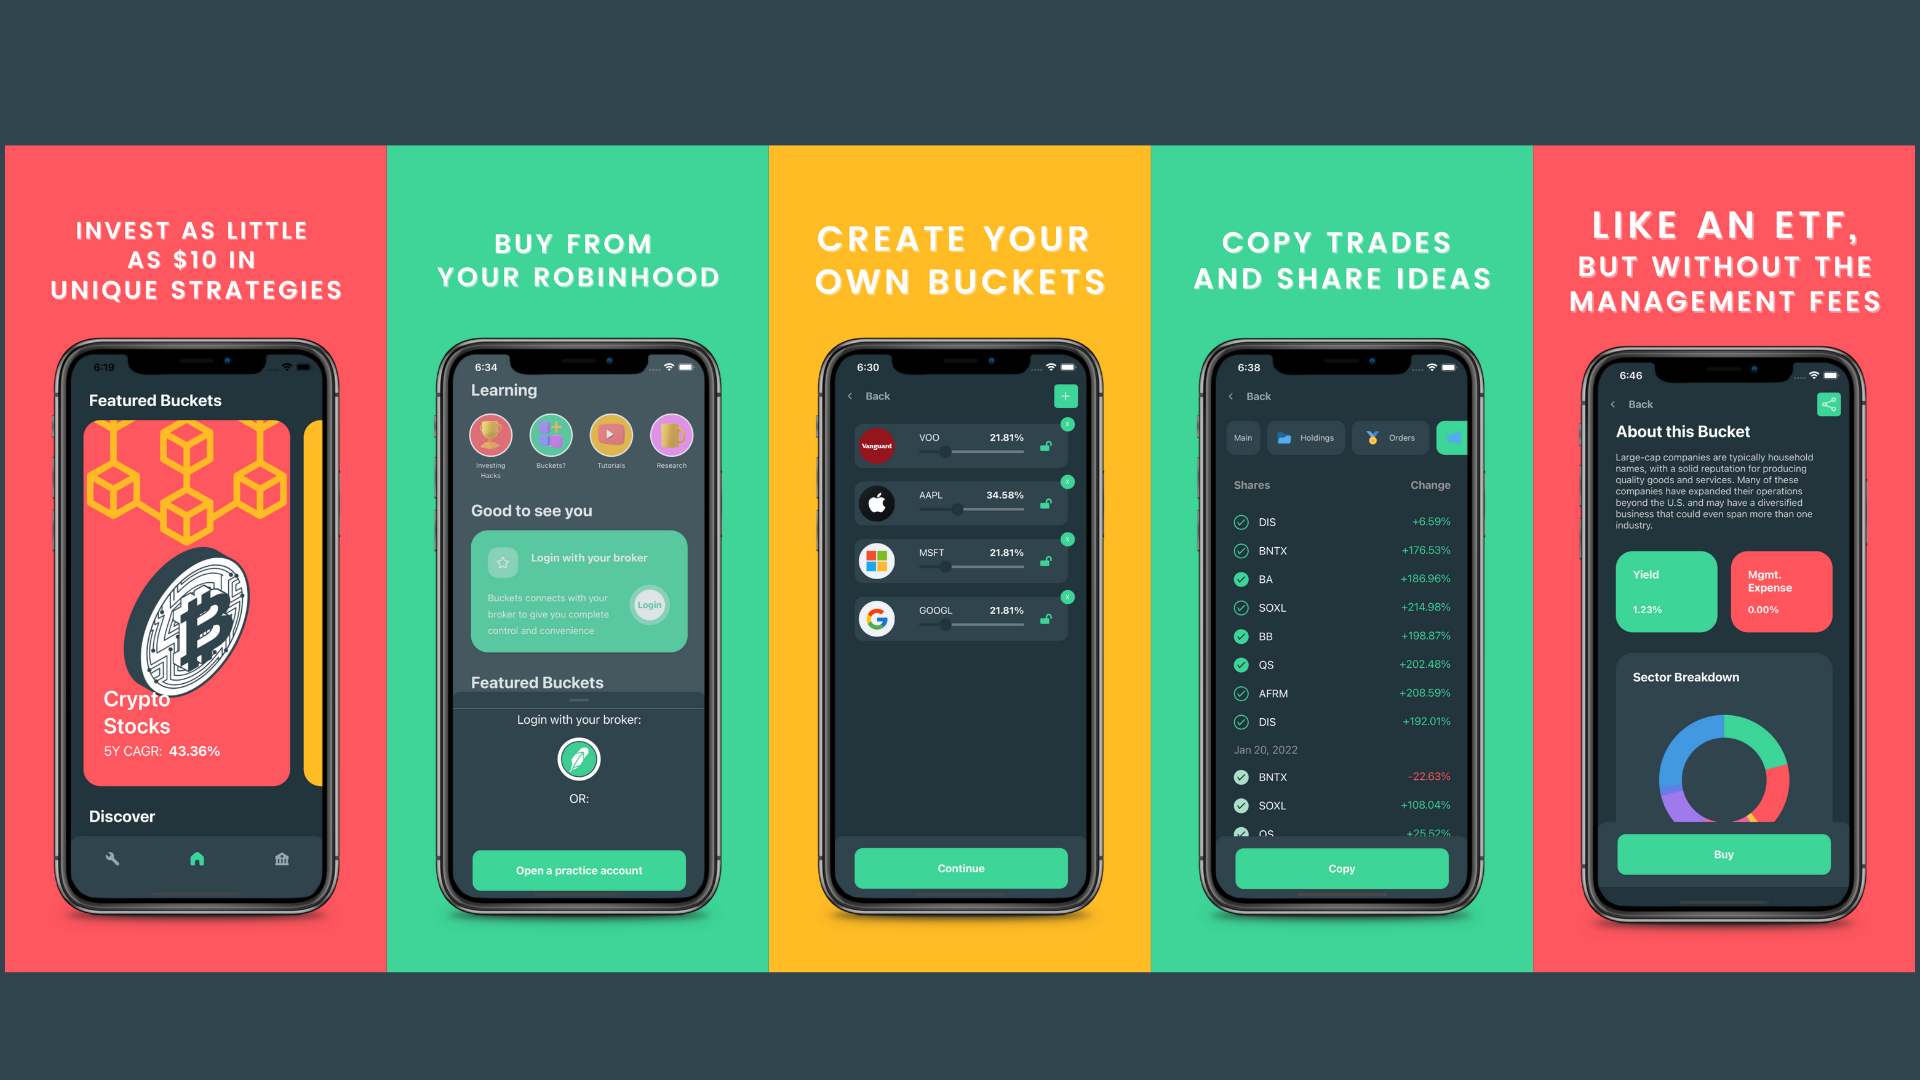 INVEST AS LITTLE
AS $10 IN
UNIQUE STRATEGIES
6:19
Featured Buckets
Crypto
Stocks
5Y CAGR: 43.36%
Discover
BUY FROM
YOUR ROBINHOOD
6:34
Learning
Investing
Hacks
Buckets?
Tutorials
Research
Good to see you
Login with your broker
Buckets connects with your
broker to give you complete
control and convenience
Login
Featured Buckets
Login with your broker:
OR:
Open a practice account
CREATE YOUR
OWN BUCKETS
6:30
Back
+
x
Vanguard
VOO 21.81%
x
AAPL 34.58%
x
MSFT 21.81%
x
GOOGL 21.81%
Continue
COPY TRADES
AND SHARE IDEAS
6:38
Back
Main Holdings Orders
Shares Change
DIS +6.59%
BNTX +176.53%
BA +186.96%
SOXL +214.98%
BB +198.87%
QS +202.48%
AFRM +208.59%
DIS +192.01%
Jan 20, 2022
BNTX -22.63%
SOXL +108.04%
QS +25.52%
Copy
LIKE AN ETF,
BUT WITHOUT THE
MANAGEMENT FEES
6:46
Back
About this Bucket
Large-cap companies are typically household
names, with a solid reputation for producing
quality goods and services. Many of these
companies have expanded their operations
beyond the U.S. and may have a diversified
business that could even span more than one
industry.
Yield
1.23%
Mgmt.
Expense
0.00%
Sector Breakdown
Buy